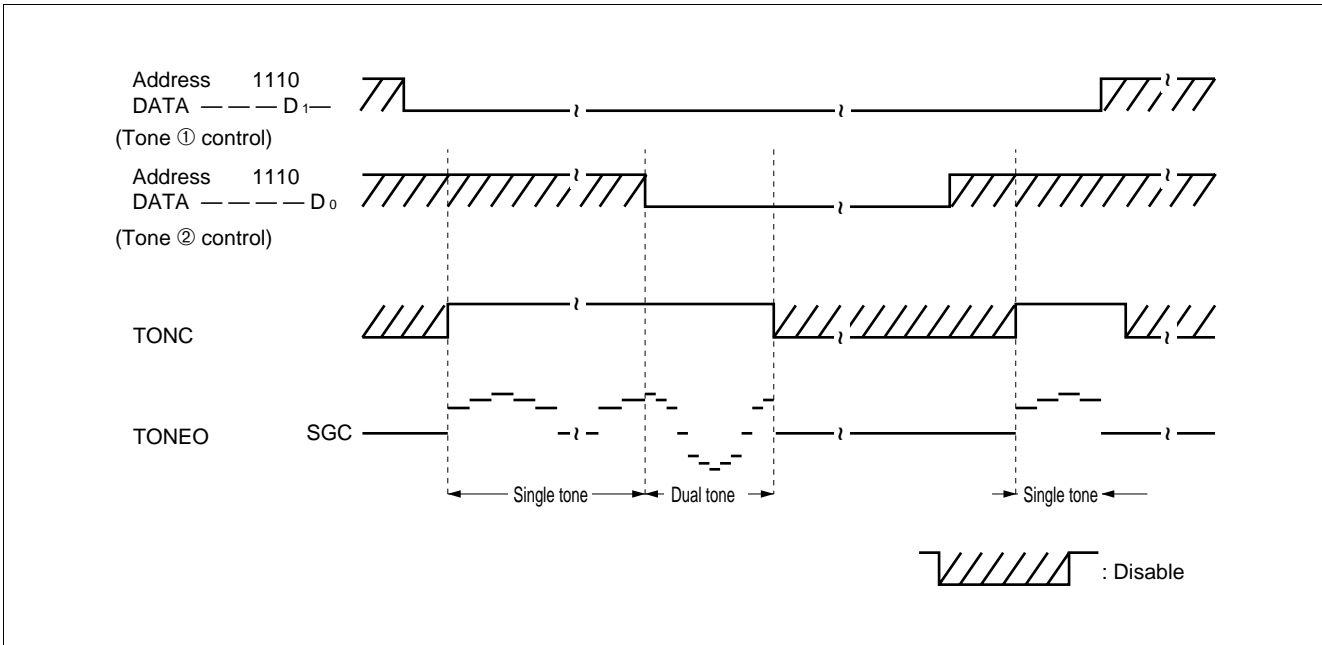 Address 1110
DATA — — — D1—
(Tone ① control)
Address 1110
DATA — — — — D0
(Tone ② control)
TONC
TONEO SGC
Single tone Dual tone Single tone
: Disable